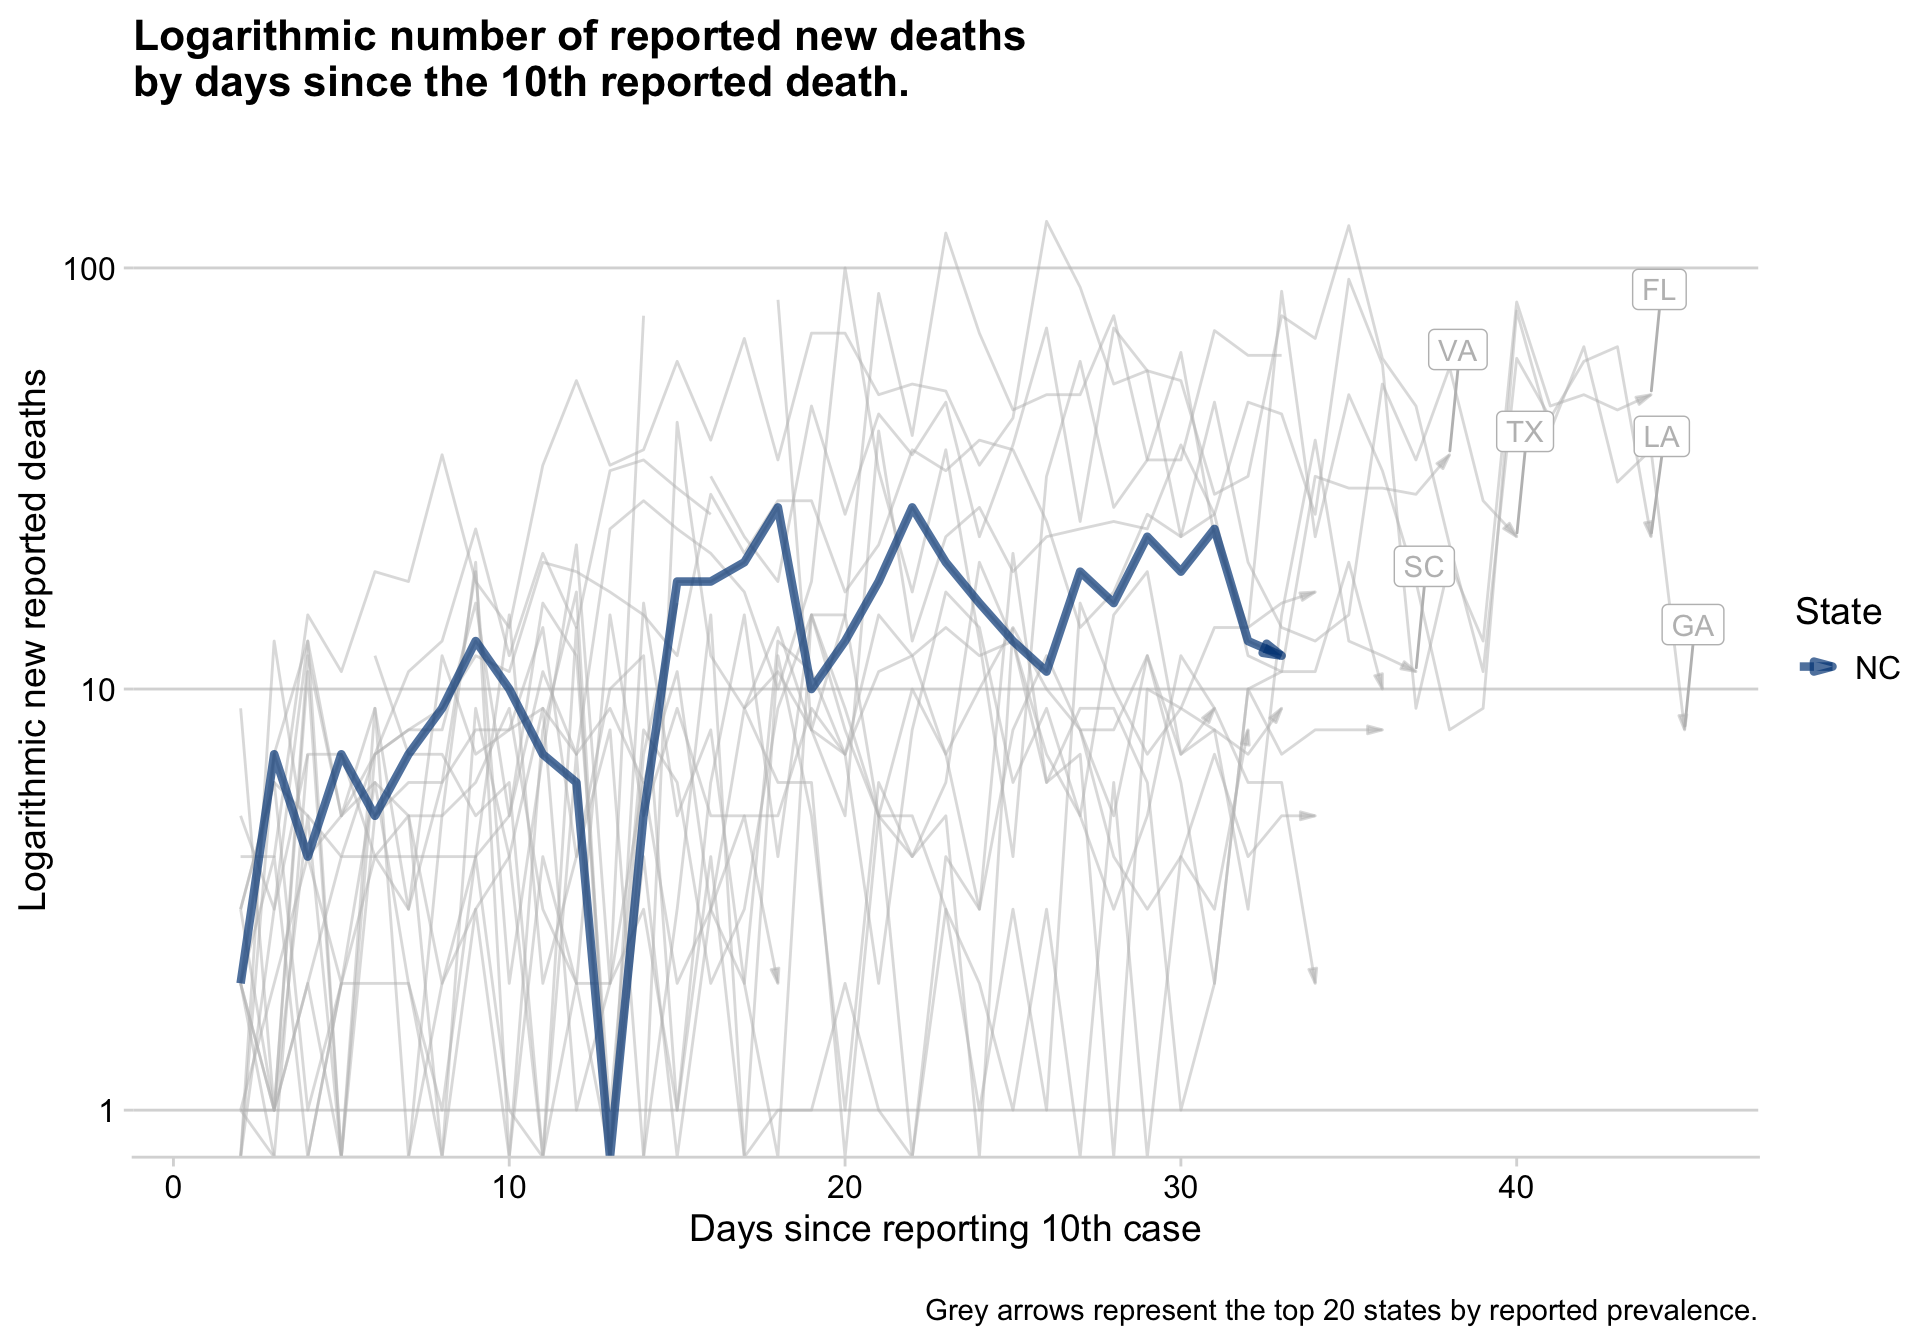 Logarithmic number of reported new deaths
by days since the 10th reported death.
Logarithmic new reported deaths
100
10
1
FL
VA
TX
LA
SC
GA
State
NC
0 10 20 30 40
Days since reporting 10th case
Grey arrows represent the top 20 states by reported prevalence.